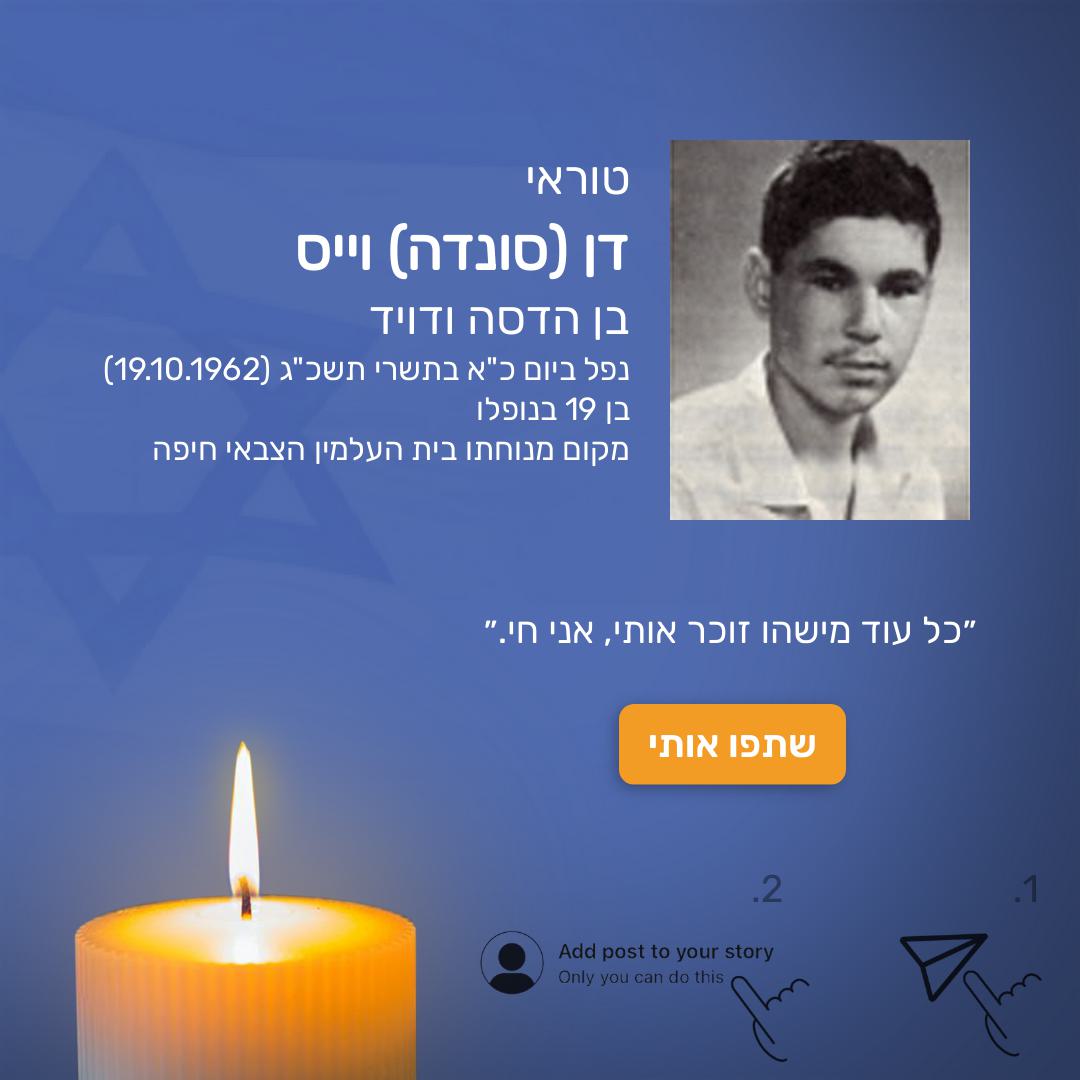 טוראי
דן (סונדה) וייס
בן הדסה ודויד
נפל ביום כ"א בתשרי תשכ"ג (19.10.1962)
בן 19 בנופלו
מקום מנוחתו בית העלמין הצבאי חיפה
״כל עוד מישהו זוכר אותי, אני חי.״
שתפו אותי
1.
2.
Add post to your story
Only you can do this